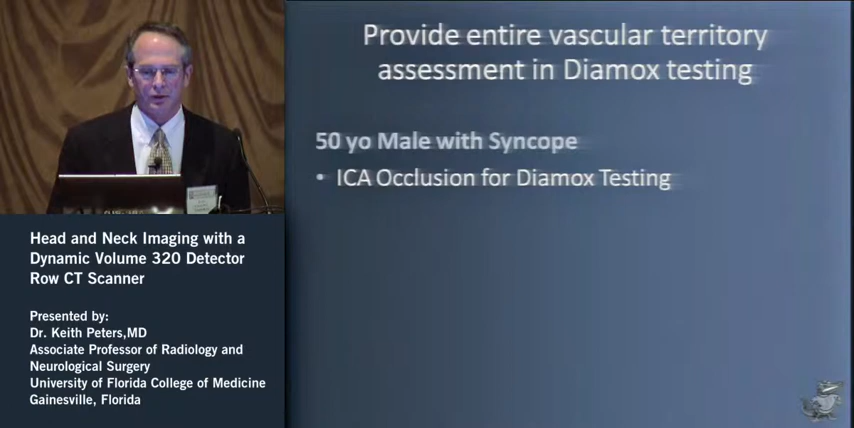 Provide entire vascular territory
assessment in Diamox testing
50 yo Male with Syncope
• ICA Occlusion for Diamox Testing
Head and Neck Imaging with a
Dynamic Volume 320 Detector
Row CT Scanner
Presented by:
Dr. Keith Peters,MD
Associate Professor of Radiology and
Neurological Surgery
University of Florida College of Medicine
Gainesville, Florida